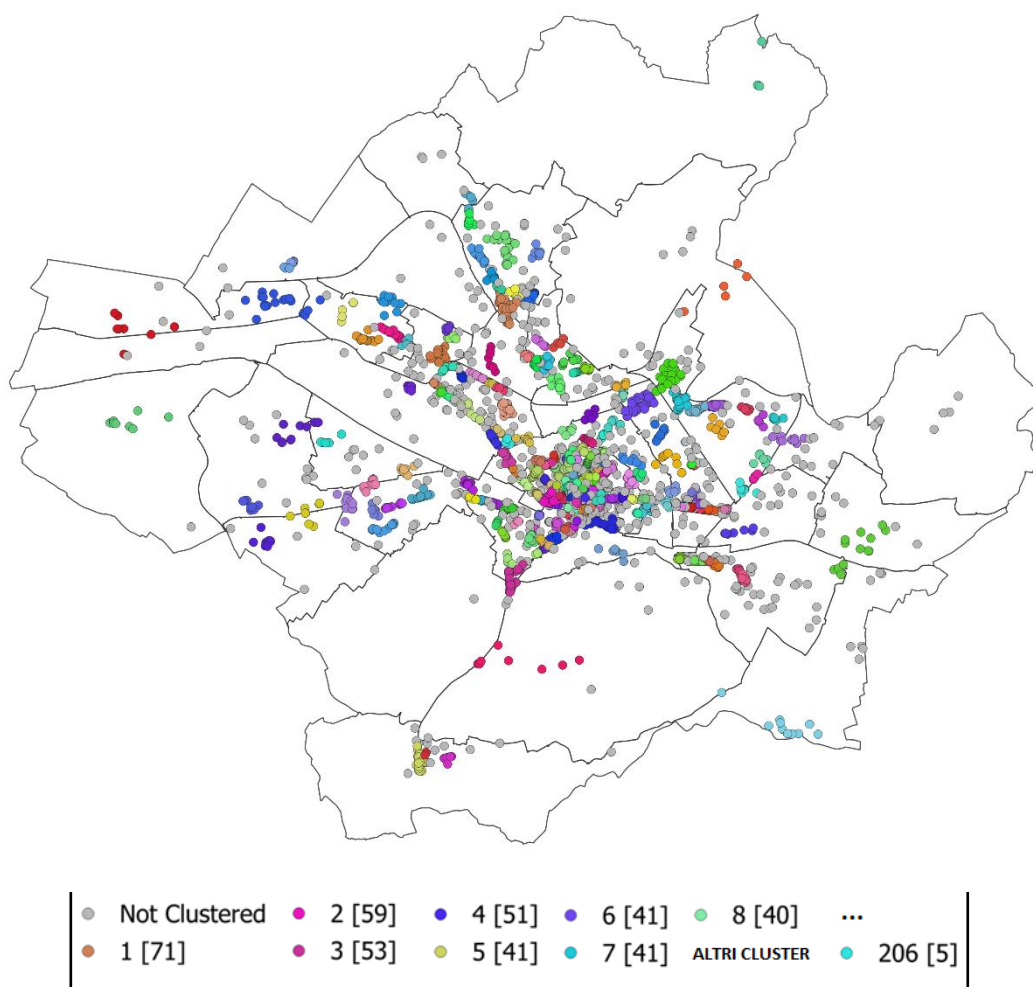 Not Clustered 2 [59] 4 [51] 6 [41] 8 [40] ...
1 [71] 3 [53] 5 [41] 7 [41] ALTRI CLUSTER 206 [5]